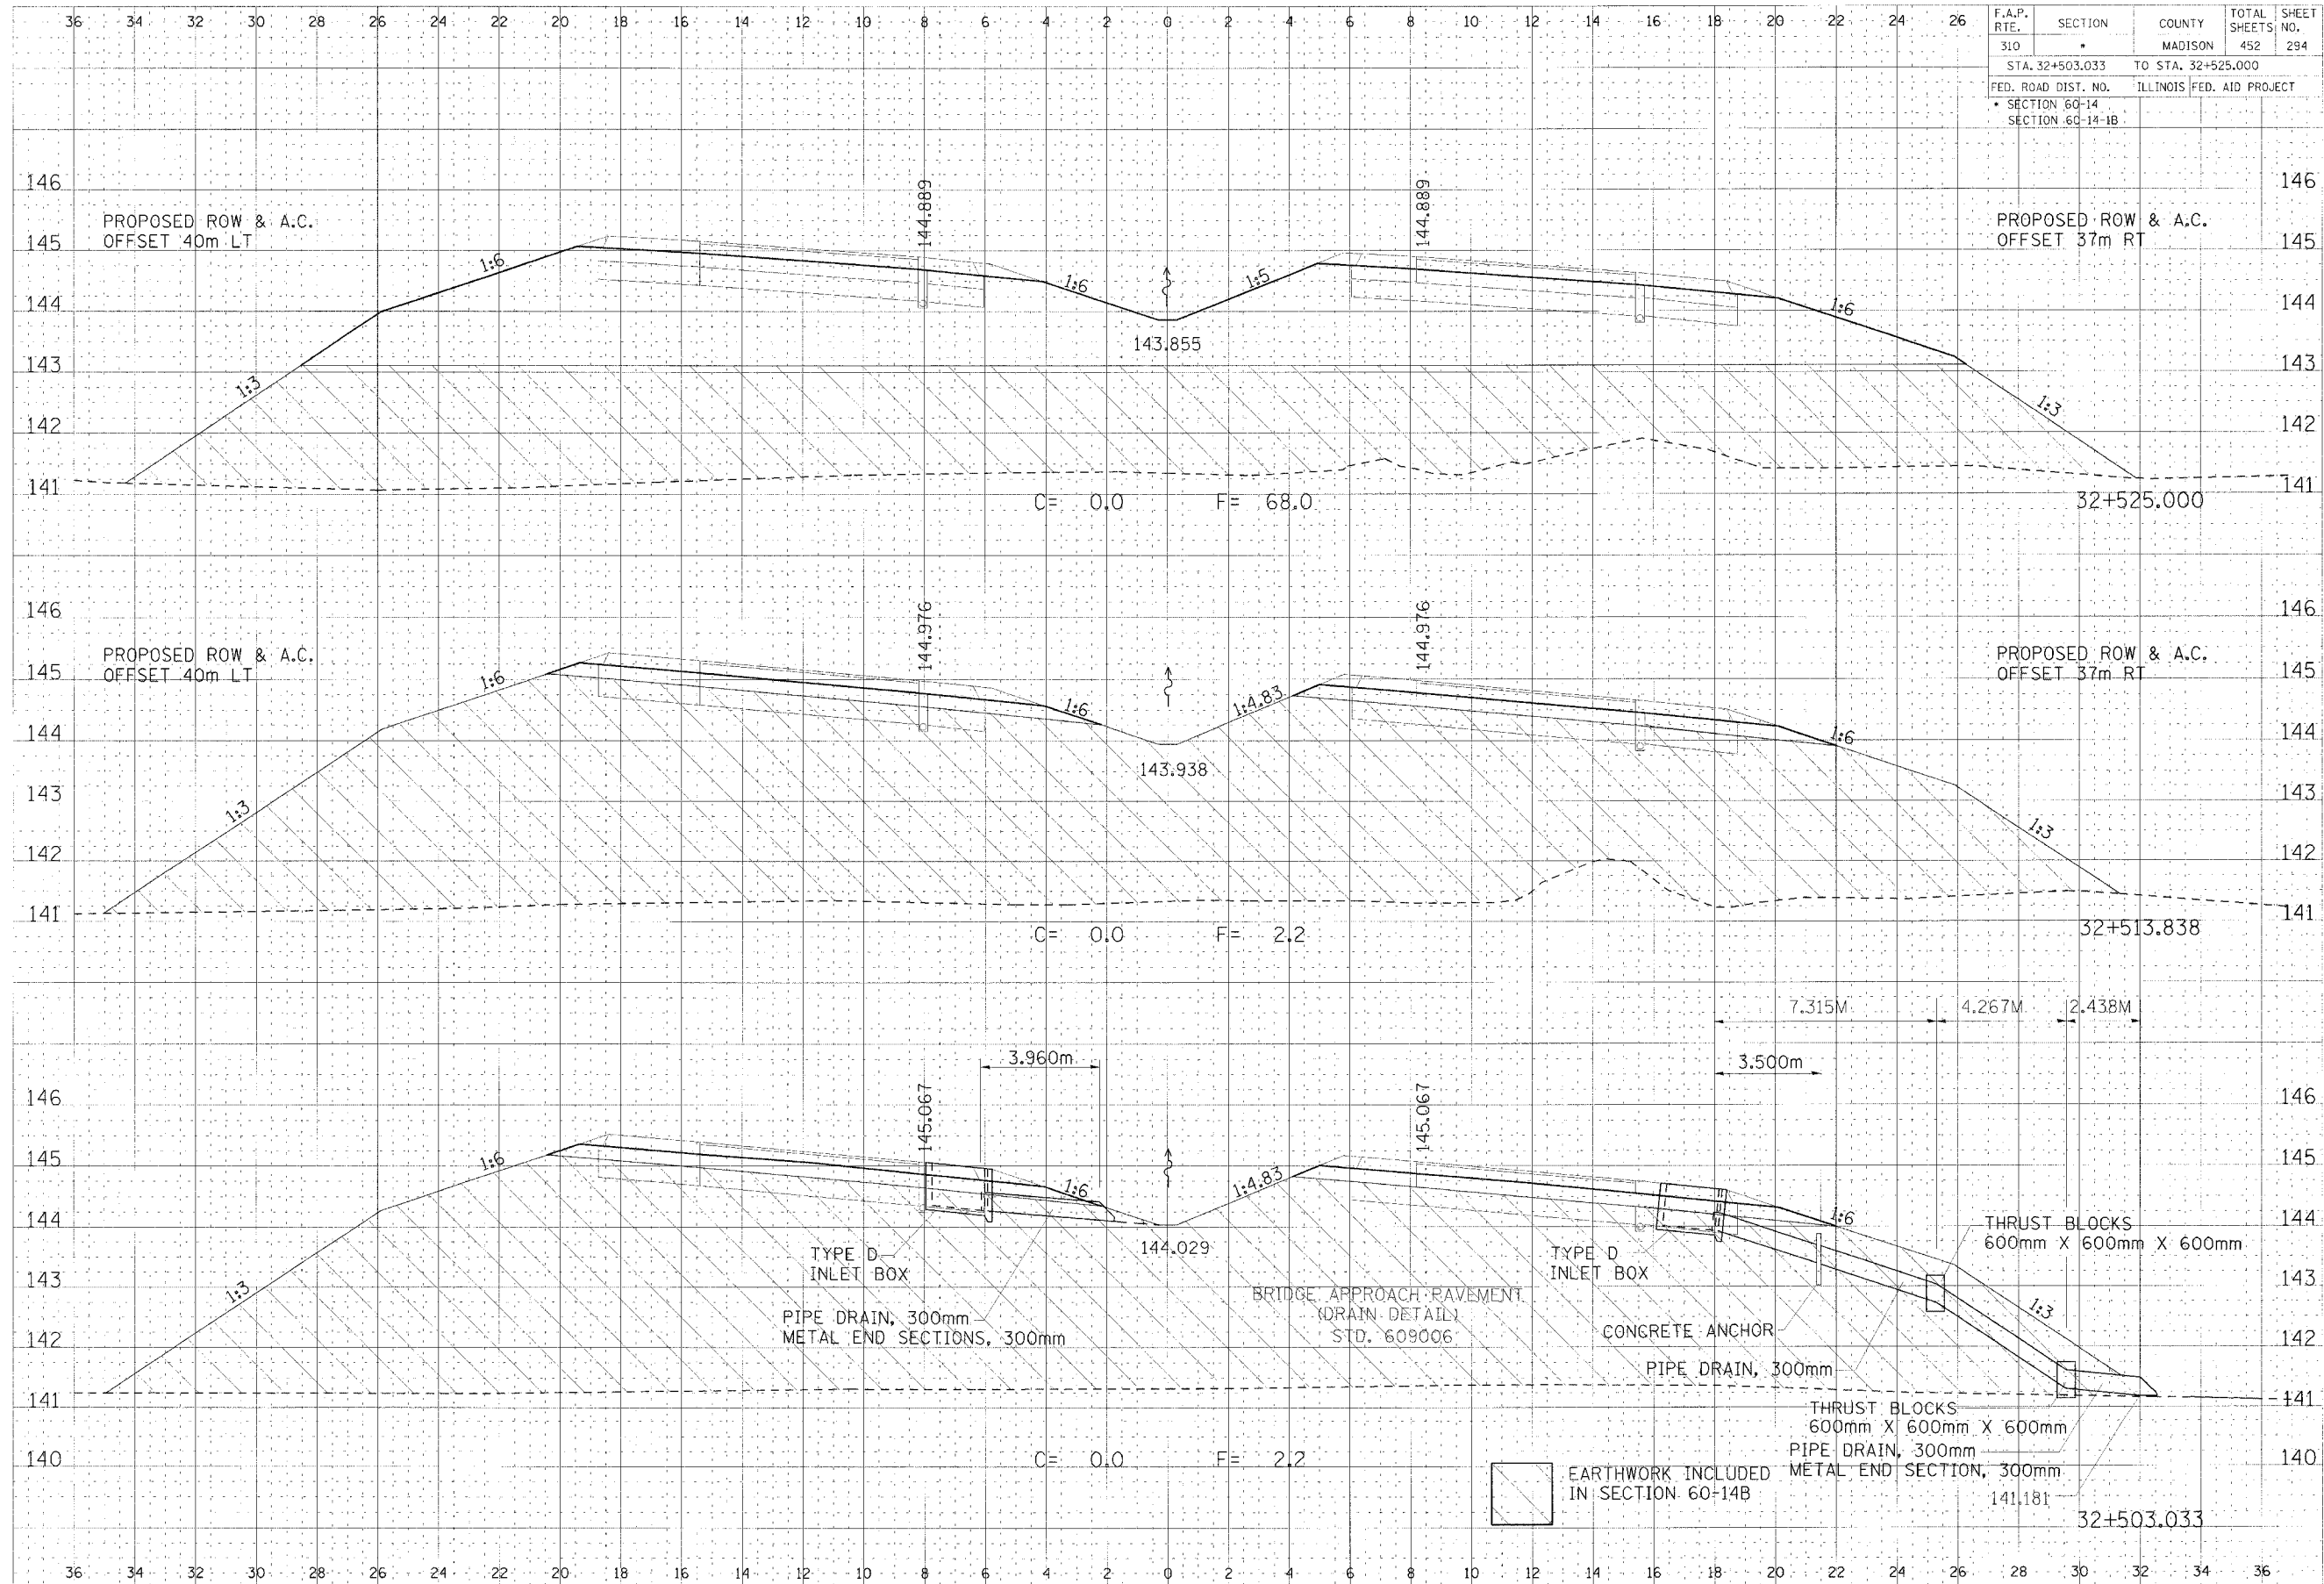 36 34 32 30 28 26 24 22 20 18 16 14 12 10 8 6 4 2 0 2 4 6 8 10 12 14 16 18 20 22 24 26
F.A.P. RTE. SECTION COUNTY TOTAL SHEETS SHEET NO.
310 * MADISON 452 294
STA. 32+503.033 TO STA. 32+525.000
FED. ROAD DIST. NO. ILLINOIS FED. AID PROJECT
* SECTION 60-14
SECTION 60-14-1B
146 144.889 144.889 146
PROPOSED ROW & A.C.
OFFSET 40m LT
PROPOSED ROW & A.C.
OFFSET 37m RT
145 145
1:6 1:6 1:5 1:6
144 144
143.855
143 143
1:3 1:3
142 142
141 141
C= 0.0 F= 68.0 32+525.000
146 144.976 144.976 146
PROPOSED ROW & A.C.
OFFSET 40m LT
PROPOSED ROW & A.C.
OFFSET 37m RT
145 145
1:6 1:6 1:4.83 1:6
144 144
143.938
143 143
1:3 1:3
142 142
141 141
32+513.838
C= 0.0 F= 2.2
7.315M 4.267M 2.438M
3.960m 3.500m
146 145.067 145.067 146
145 145
1:6 1:6 1:4.83 1:6
144 144
144.029
THRUST BLOCKS
600mm X 600mm X 600mm
TYPE D
INLET BOX
TYPE D
INLET BOX
143 143
1:3 1:3
BRIDGE APPROACH PAVEMENT
(DRAIN DETAIL)
STD. 609006
PIPE DRAIN, 300mm
METAL END SECTIONS, 300mm
CONCRETE ANCHOR
142 142
PIPE DRAIN, 300mm
141 141
THRUST BLOCKS
600mm X 600mm X 600mm
PIPE DRAIN, 300mm
METAL END SECTION, 300mm
140 140
C= 0.0 F= 2.2
EARTHWORK INCLUDED
IN SECTION 60-14B
141.181
32+503.033
36 34 32 30 28 26 24 22 20 18 16 14 12 10 8 6 4 2 0 2 4 6 8 10 12 14 16 18 20 22 24 26 28 30 32 34 36